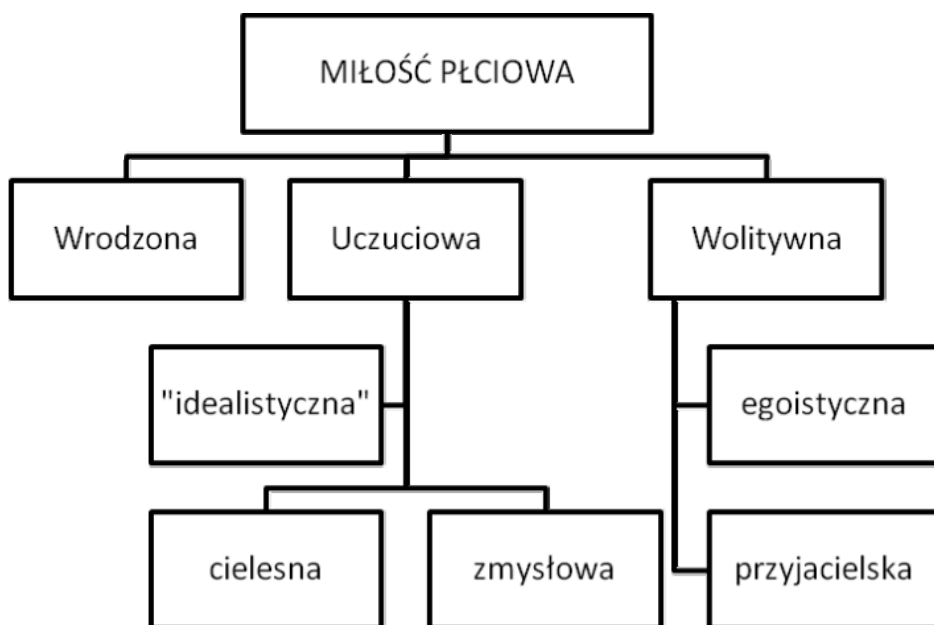 MIŁOŚĆ PŁCIOWA
Wrodzona
Uczuciowa
Wolitywna
"idealistyczna"
egoistyczna
cielesna
zmysłowa
przyjacielska